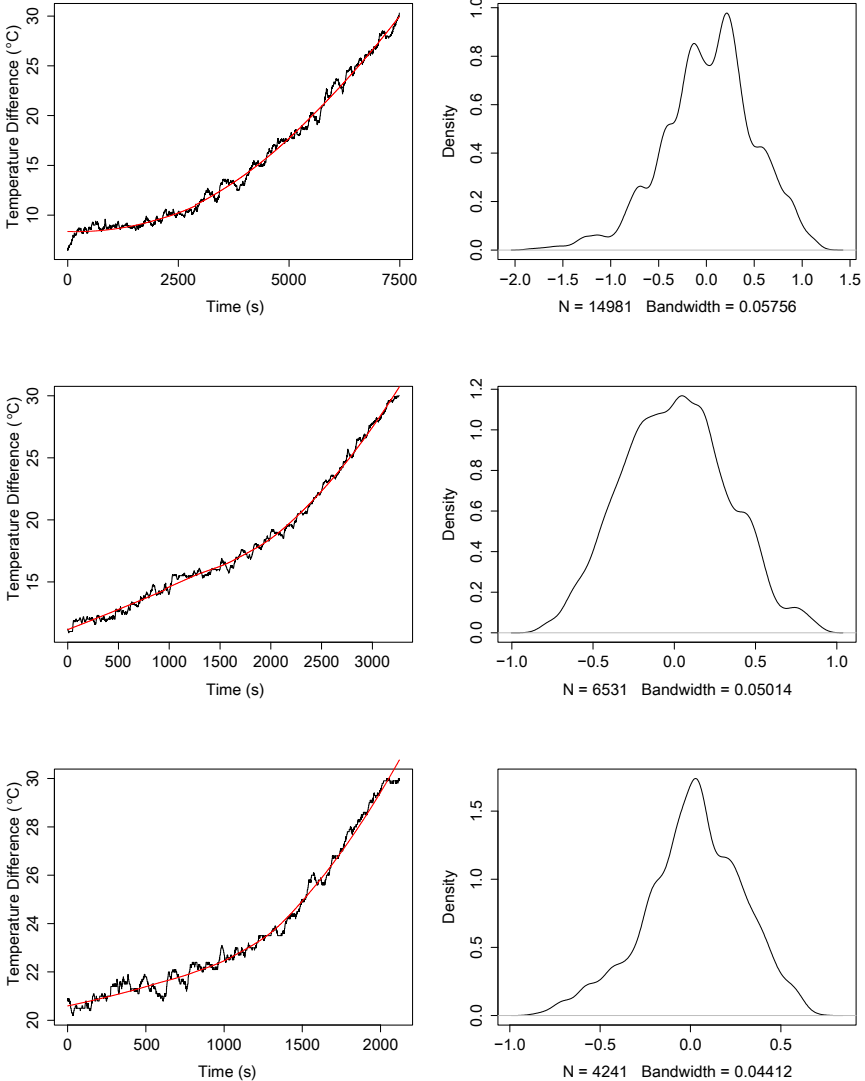 Temperature Difference (°C)
10 15 20 25 30
0 2500 5000 7500
Time (s)
Density
0.0 0.2 0.4 0.6 0.8 1.0
−2.0 −1.5 −1.0 −0.5 0.0 0.5 1.0 1.5
N = 14981 Bandwidth = 0.05756
Temperature Difference (°C)
15 20 25 30
0 500 1000 1500 2000 2500 3000
Time (s)
Density
0.0 0.2 0.4 0.6 0.8 1.0 1.2
−1.0 −0.5 0.0 0.5 1.0
N = 6531 Bandwidth = 0.05014
Temperature Difference (°C)
20 22 24 26 28 30
0 500 1000 1500 2000
Time (s)
Density
0.0 0.5 1.0 1.5
−1.0 −0.5 0.0 0.5
N = 4241 Bandwidth = 0.04412